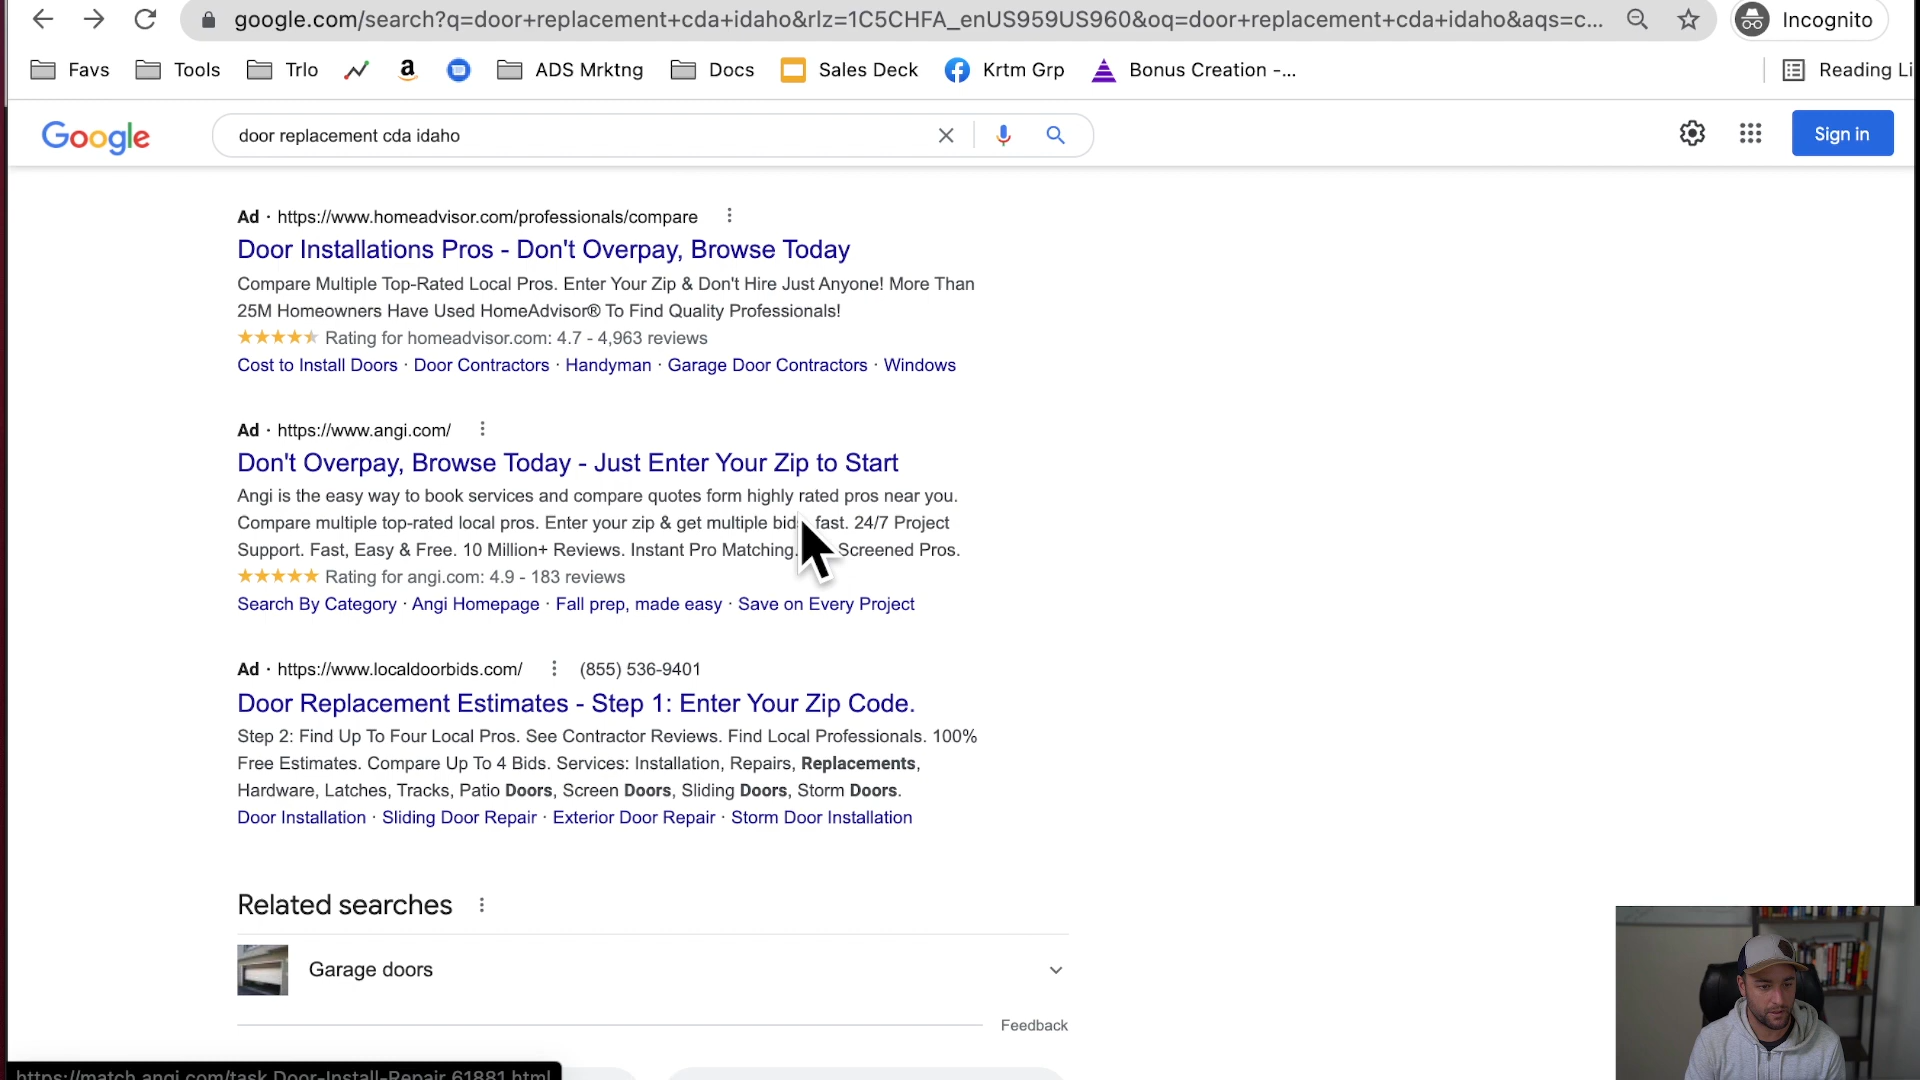 google.com/search?q=door+replacement+cda+idaho&rlz=1C5CHFA_enUS959US960&oq=door+replacement+cda+idaho&aqs=c...
Incognito
Favs
Tools
Trlo
ADS Mrktng
Docs
Sales Deck
Krtm Grp
Bonus Creation -...
Reading Li
Google
door replacement cda idaho
Sign in
Ad · https://www.homeadvisor.com/professionals/compare
Door Installations Pros - Don't Overpay, Browse Today
Compare Multiple Top-Rated Local Pros. Enter Your Zip & Don't Hire Just Anyone! More Than
25M Homeowners Have Used HomeAdvisor® To Find Quality Professionals!
Rating for homeadvisor.com: 4.7 - 4,963 reviews
Cost to Install Doors · Door Contractors · Handyman · Garage Door Contractors · Windows
Ad · https://www.angi.com/
Don't Overpay, Browse Today - Just Enter Your Zip to Start
Angi is the easy way to book services and compare quotes form highly rated pros near you.
Compare multiple top-rated local pros. Enter your zip & get multiple bids fast. 24/7 Project
Support. Fast, Easy & Free. 10 Million+ Reviews. Instant Pro Matching. Screened Pros.
Rating for angi.com: 4.9 - 183 reviews
Search By Category · Angi Homepage · Fall prep, made easy · Save on Every Project
Ad · https://www.localdoorbids.com/ (855) 536-9401
Door Replacement Estimates - Step 1: Enter Your Zip Code.
Step 2: Find Up To Four Local Pros. See Contractor Reviews. Find Local Professionals. 100%
Free Estimates. Compare Up To 4 Bids. Services: Installation, Repairs, Replacements,
Hardware, Latches, Tracks, Patio Doors, Screen Doors, Sliding Doors, Storm Doors.
Door Installation · Sliding Door Repair · Exterior Door Repair · Storm Door Installation
Related searches
Garage doors
Feedback
https://match.angi.com/task.Door-Install-Repair.61881.html